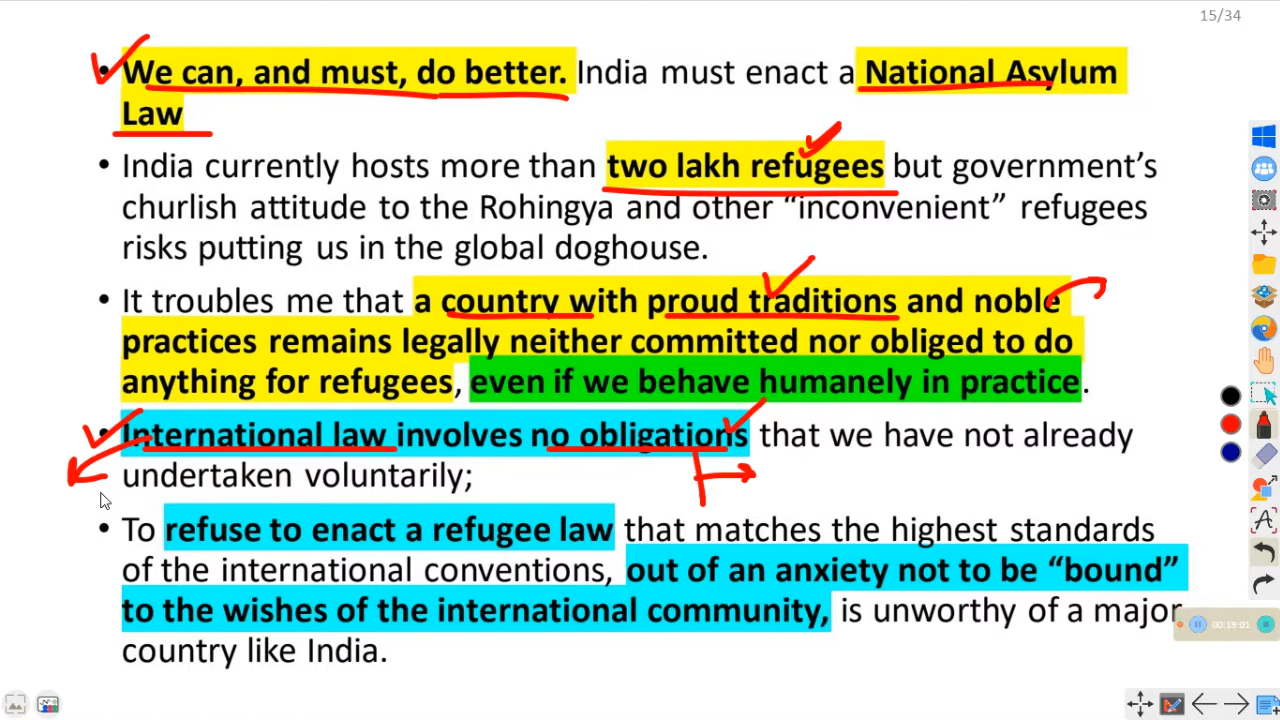 15/34
• We can, and must, do better. India must enact a National Asylum
Law
• India currently hosts more than two lakh refugees but government’s
churlish attitude to the Rohingya and other “inconvenient” refugees
risks putting us in the global doghouse.
• It troubles me that a country with proud traditions and noble
practices remains legally neither committed nor obliged to do
anything for refugees, even if we behave humanely in practice.
• International law involves no obligations that we have not already
undertaken voluntarily;
• To refuse to enact a refugee law that matches the highest standards
of the international conventions, out of an anxiety not to be “bound”
to the wishes of the international community, is unworthy of a major
00:19:01
country like India.